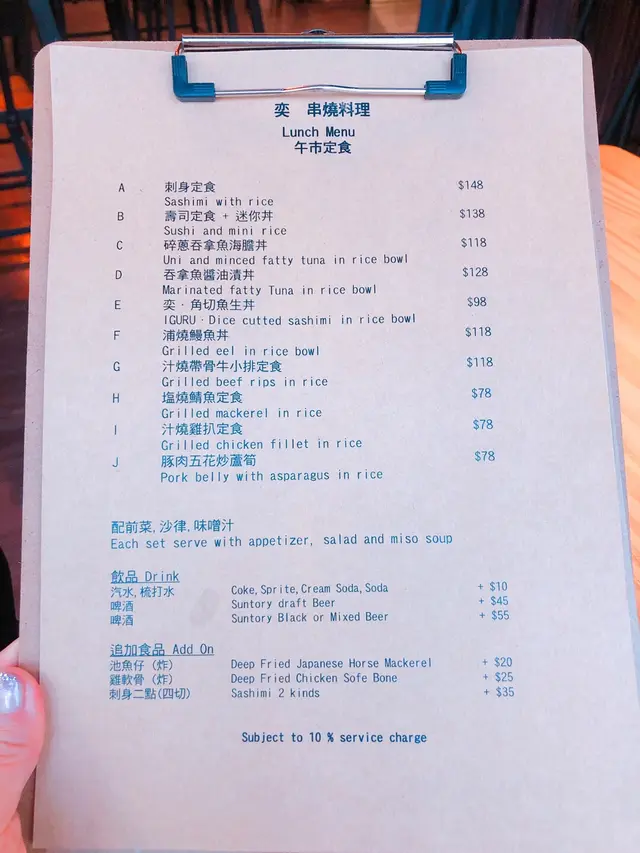 奕 串燒料理
Lunch Menu
午市定食
A 刺身定食 $148
Sashimi with rice
B 壽司定食 + 迷你丼 $138
Sushi and mini rice
C 碎蔥吞拿魚海膽丼 $118
Uni and minced fatty tuna in rice bowl
D 吞拿魚醬油漬丼 $128
Marinated fatty Tuna in rice bowl
E 奕‧角切魚生丼 $98
IGURU‧Dice cutted sashimi in rice bowl
F 浦燒鰻魚丼 $118
Grilled eel in rice bowl
G 汁燒帶骨牛小排定食 $118
Grilled beef rips in rice
H 塩燒鯖魚定食 $78
Grilled mackerel in rice
I 汁燒雞扒定食 $78
Grilled chicken fillet in rice
J 豚肉五花炒蘆筍 $78
Pork belly with asparagus in rice
配前菜,沙律,味噌汁
Each set serve with appetizer, salad and miso soup
飲品 Drink
汽水,梳打水 Coke,Sprite,Cream Soda,Soda + $10
啤酒 Suntory draft Beer + $45
啤酒 Suntory Black or Mixed Beer + $55
追加食品 Add On
池魚仔 (炸) Deep Fried Japanese Horse Mackerel + $20
雞軟骨 (炸) Deep Fried Chicken Sofe Bone + $25
刺身二點(四切) Sashimi 2 kinds + $35
Subject to 10 % service charge